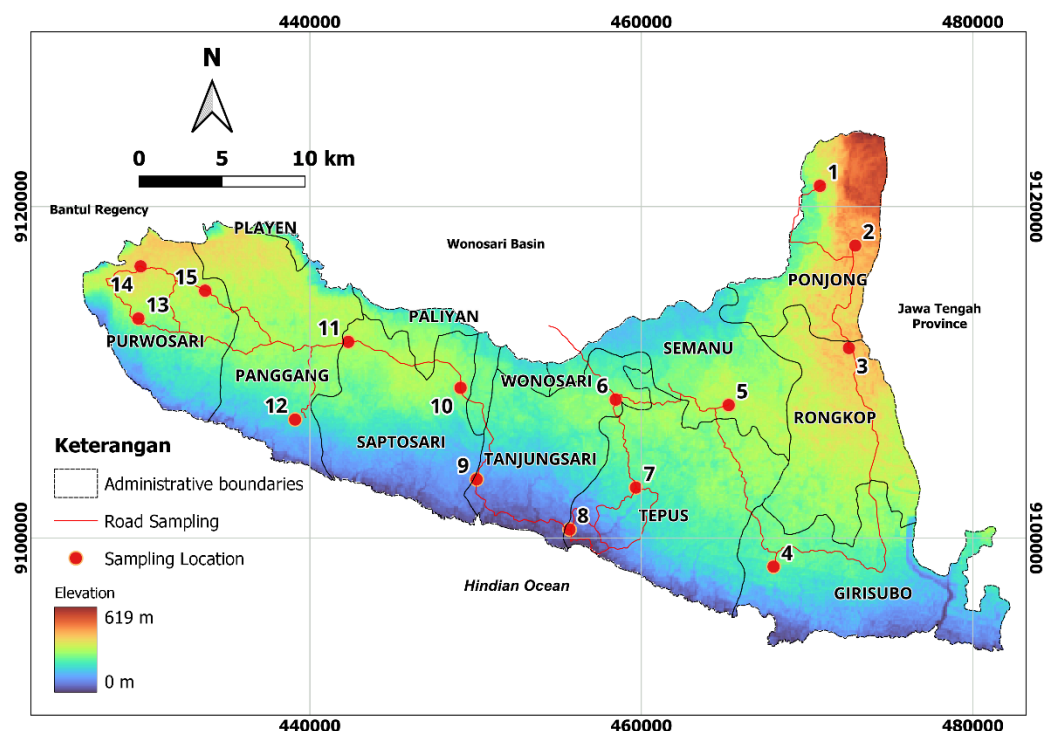 440000
460000
480000
N
0
5
10 km
9120000
9120000
Bantul Regency
PLAYEN
Wonosari Basin
1
2
PONJONG
Jawa Tengah
Province
14
15
13
PURWOSARI
11
PALIYAN
SEMANU
3
PANGGANG
WONOSARI
6
5
10
RONGKOP
12
SAPTOSARI
TANJUNGSARI
9
7
TEPUS
8
4
GIRISUBO
9100000
9100000
Hindian Ocean
Keterangan
Administrative boundaries
Road Sampling
Sampling Location
Elevation
619 m
0 m
440000
460000
480000